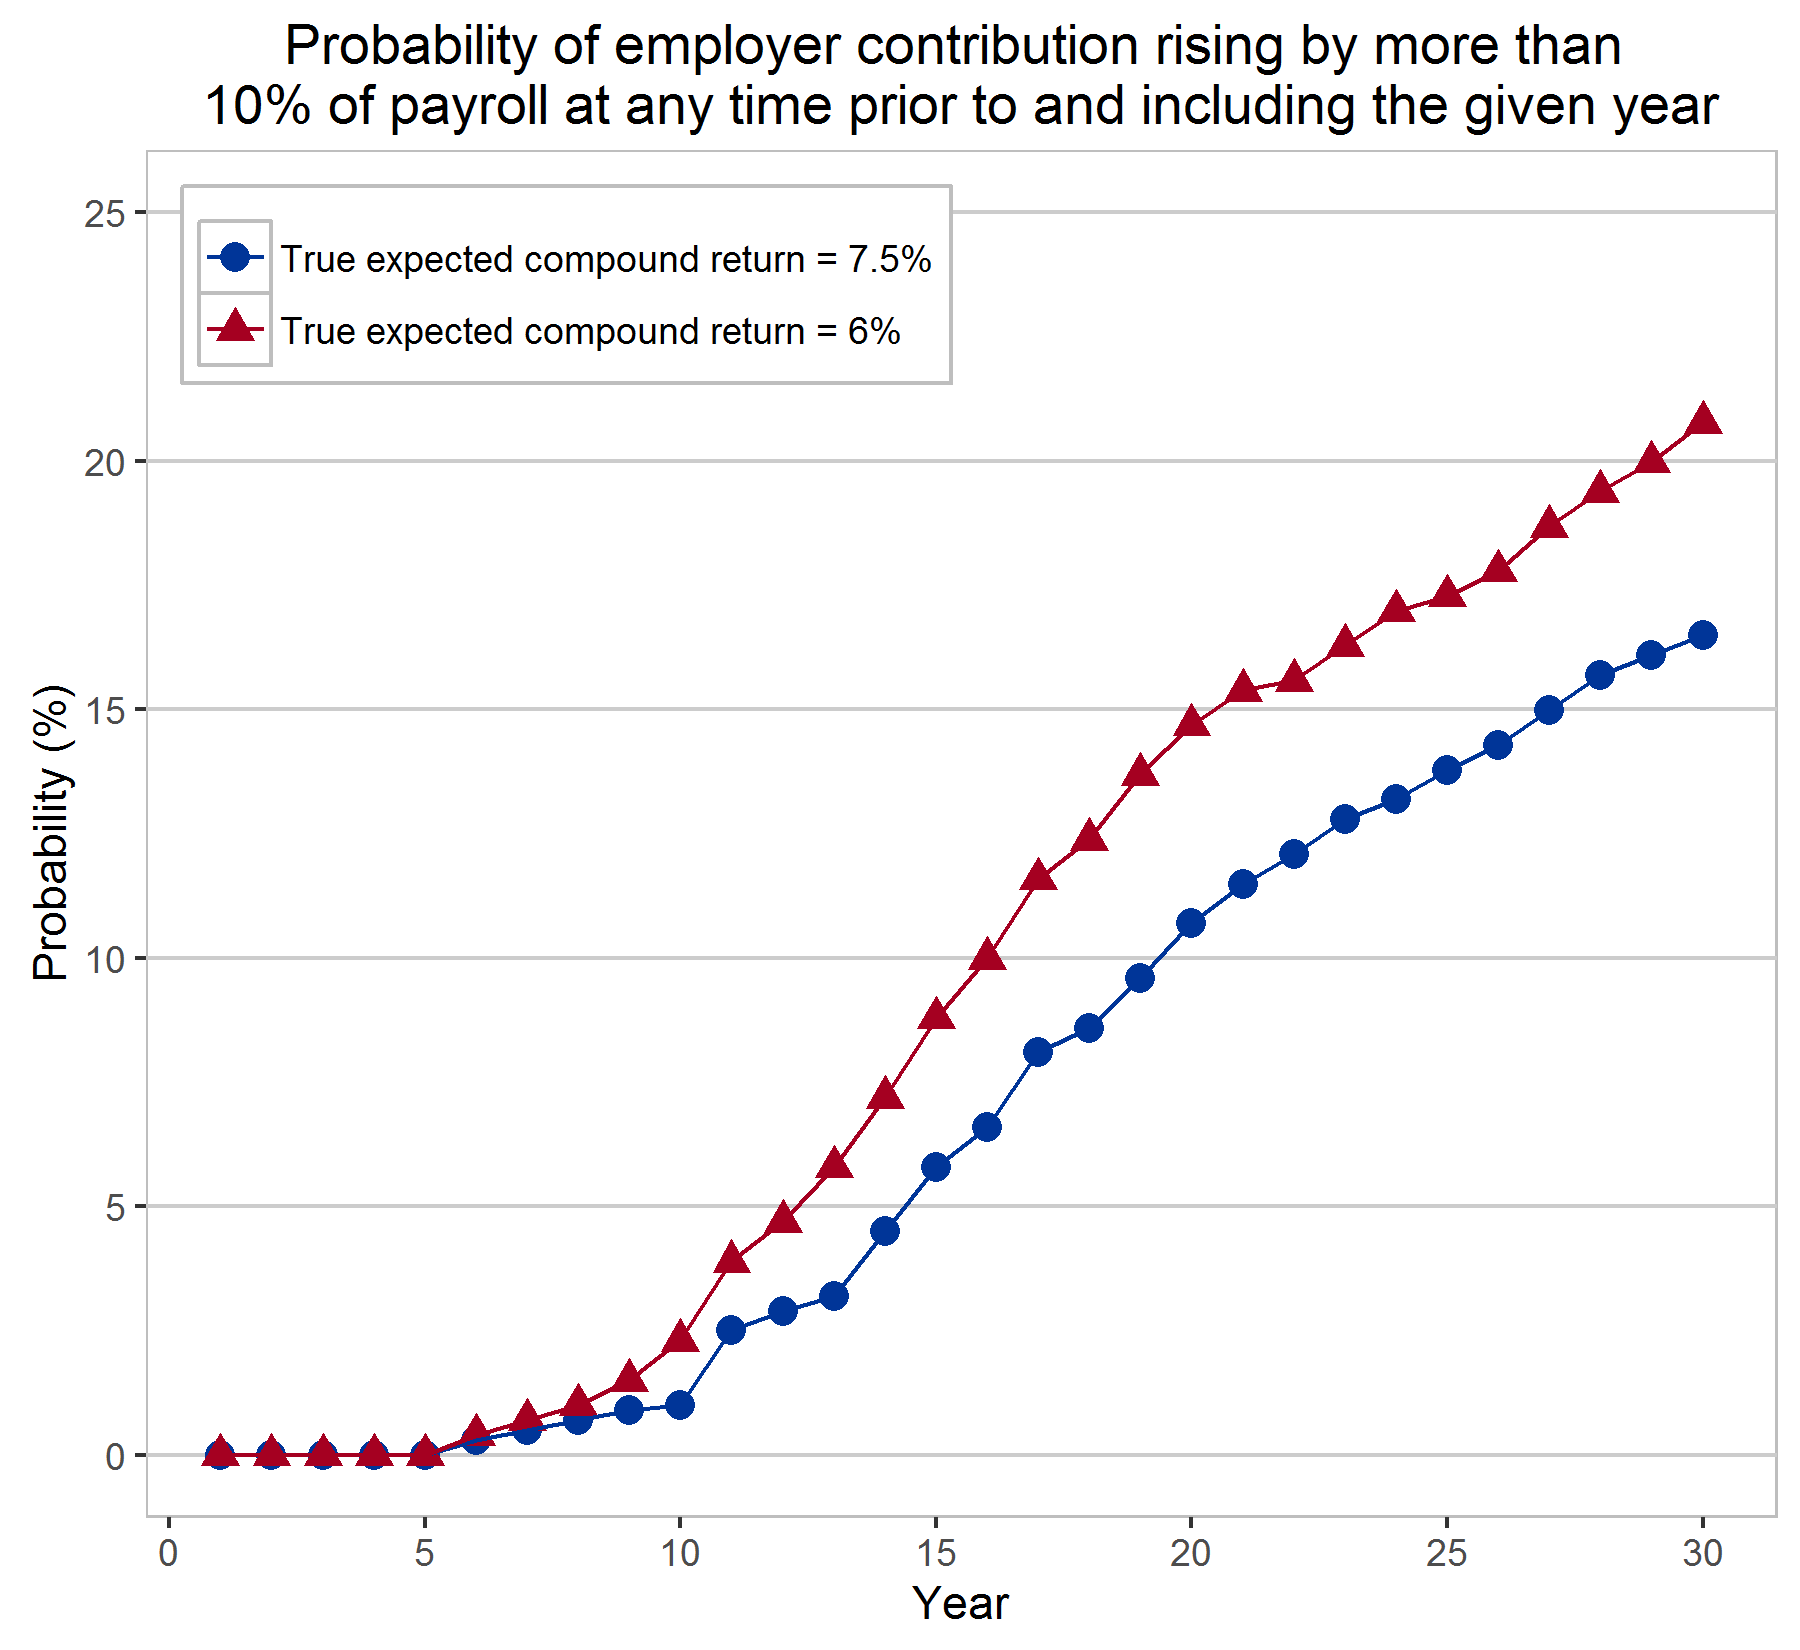 Probability of employer contribution rising by more than
10% of payroll at any time prior to and including the given year
25
True expected compound return = 7.5%
True expected compound return = 6%
20
15
10
5
0
Probability (%)
0 5 10 15 20 25 30
Year